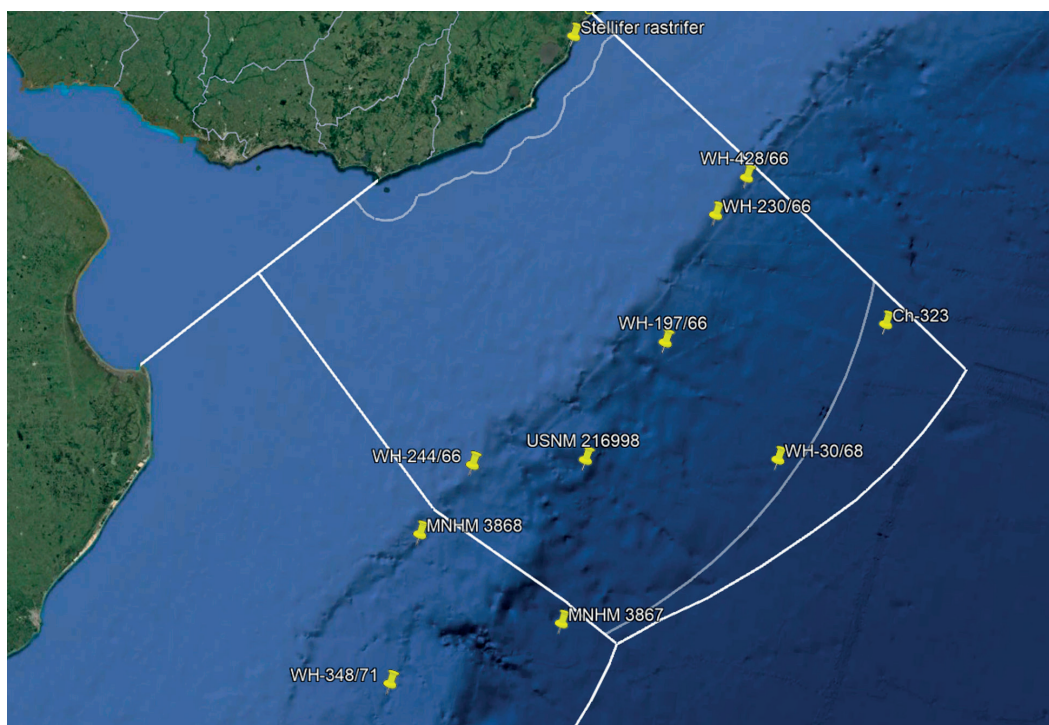 Stellifer rastrifer
WH-428/66
WH-230/66
Ch-323
WH-197/66
USNM 216998
WH-244/66
WH-30/68
MNHM 3868
MNHM 3867
WH-348/71